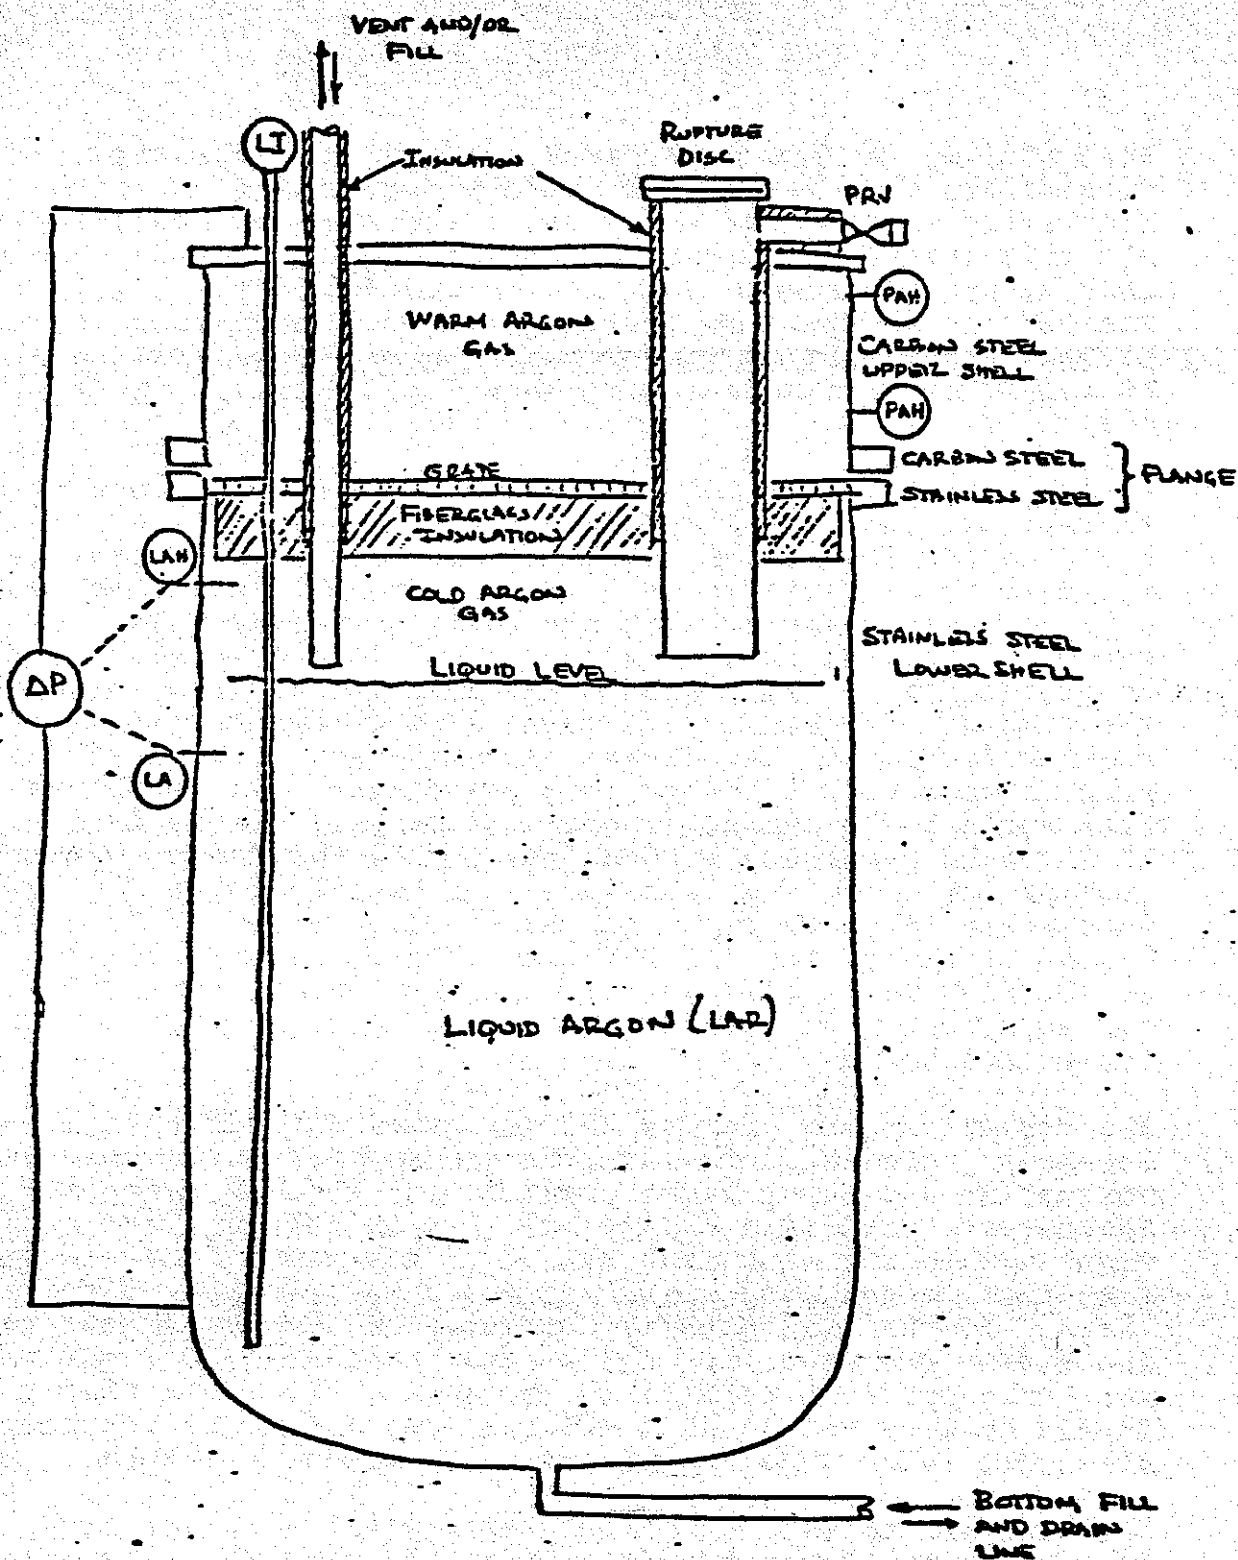 VENT AND/OR
FILL
LI
INSULATION
RUPTURE
DISC
PRV
PAH
WARM ARGON
GAS
CARBON STEEL
UPPER SHELL
PAH
GRATE
CARBON STEEL
FLANGE
STAINLESS STEEL
FIBERGLASS
INSULATION
LAH
COLD ARGON
GAS
STAINLESS STEEL
LOWER SHELL
LIQUID LEVEL
ΔP
LA
LIQUID ARGON (LAR)
BOTTOM FILL
AND DRAIN
LINE